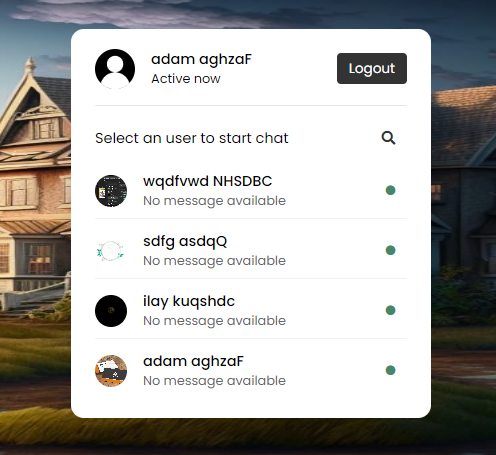 adam aghzaF
Active now
Logout
Select an user to start chat
wqdfvwd NHSDBC
No message available
sdfg asdqQ
No message available
ilay kuqshdc
No message available
adam aghzaF
No message available